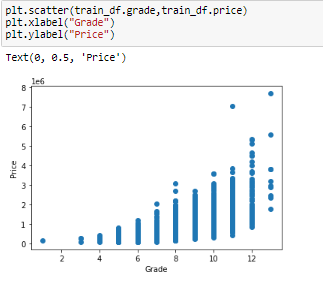 plt.scatter(train_df.grade,train_df.price)
plt.xlabel("Grade")
plt.ylabel("Price")
Text(0, 0.5, 'Price')
1e6
8
7
6
5
4
3
2
1
0
Price
2 4 6 8 10 12
Grade